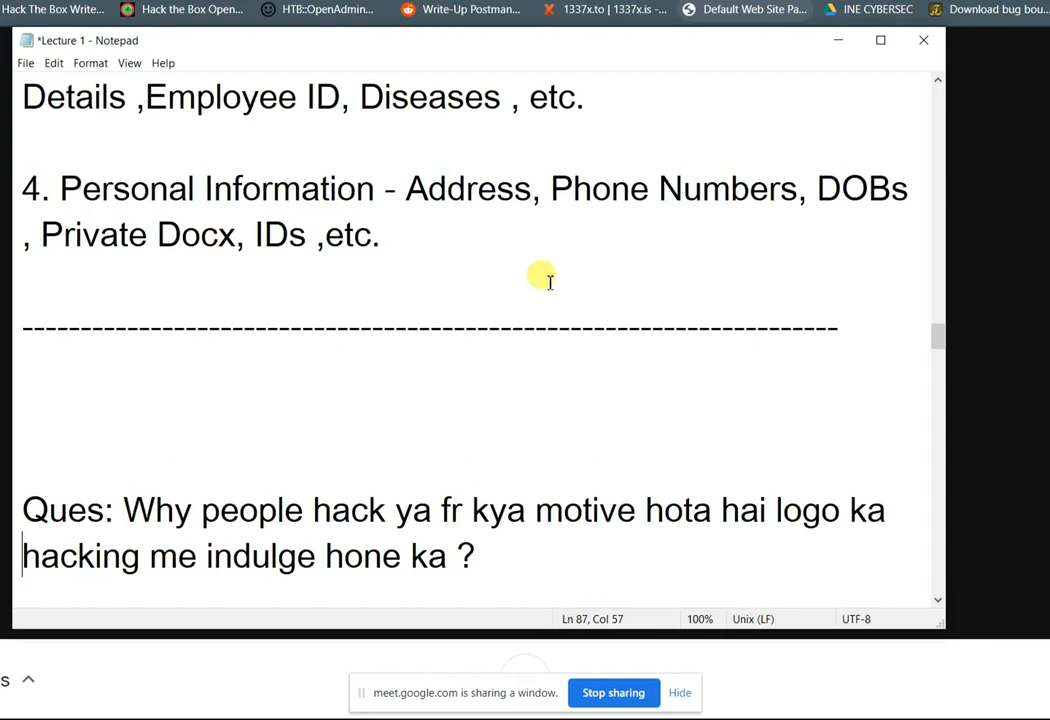 Hack The Box Write... Hack the Box Open... HTB::OpenAdmin... Write-Up Postman... 1337x.to | 1337x.is -... Default Web Site Pa... INE CYBERSEC Download bug bou...
*Lecture 1 - Notepad
File Edit Format View Help
Details ,Employee ID, Diseases , etc.
4. Personal Information - Address, Phone Numbers, DOBs
, Private Docx, IDs ,etc.
----------------------------------------------------------------------
Ques: Why people hack ya fr kya motive hota hai logo ka
hacking me indulge hone ka ?
Ln 87, Col 57 100% Unix (LF) UTF-8
s
meet.google.com is sharing a window. Stop sharing Hide